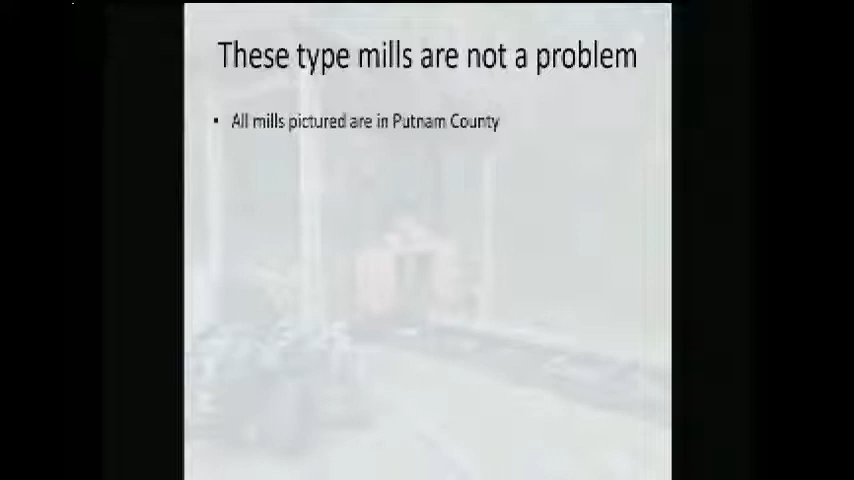 These type mills are not a problem
• All mills pictured are in Putnam County